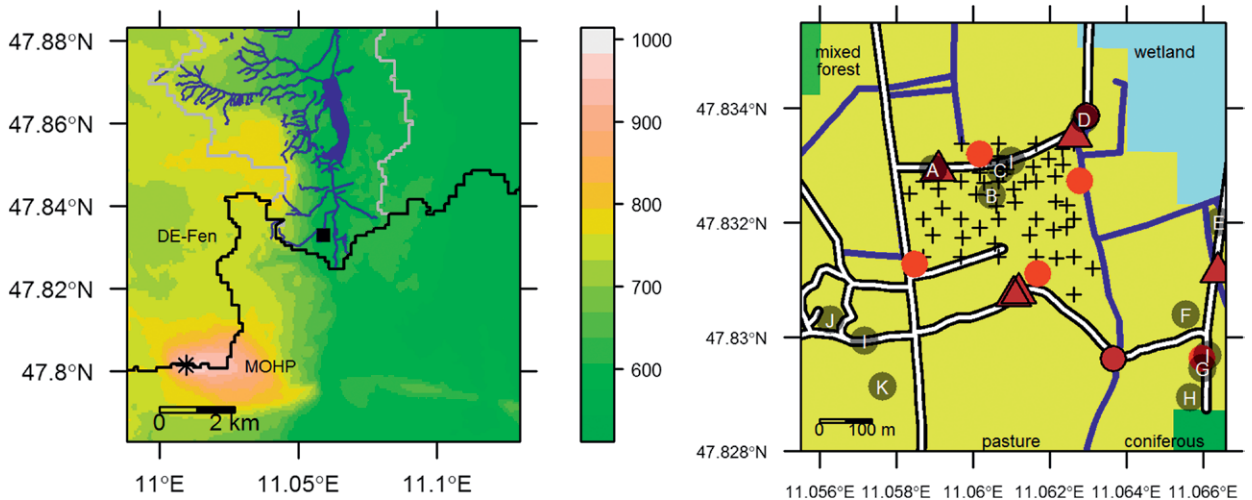 47.88°N
47.86°N
47.84°N
47.82°N
47.8°N
DE-Fen
MOHP
0 2 km
11°E
11.05°E
11.1°E
1000
900
800
700
600
47.834°N
47.832°N
47.83°N
47.828°N
mixed
forest
wetland
D
A
C
I
B
E
J
I
F
I
G
K
H
0 100 m
pasture
coniferous
11.056°E
11.058°E
11.06°E
11.062°E
11.064°E
11.066°E